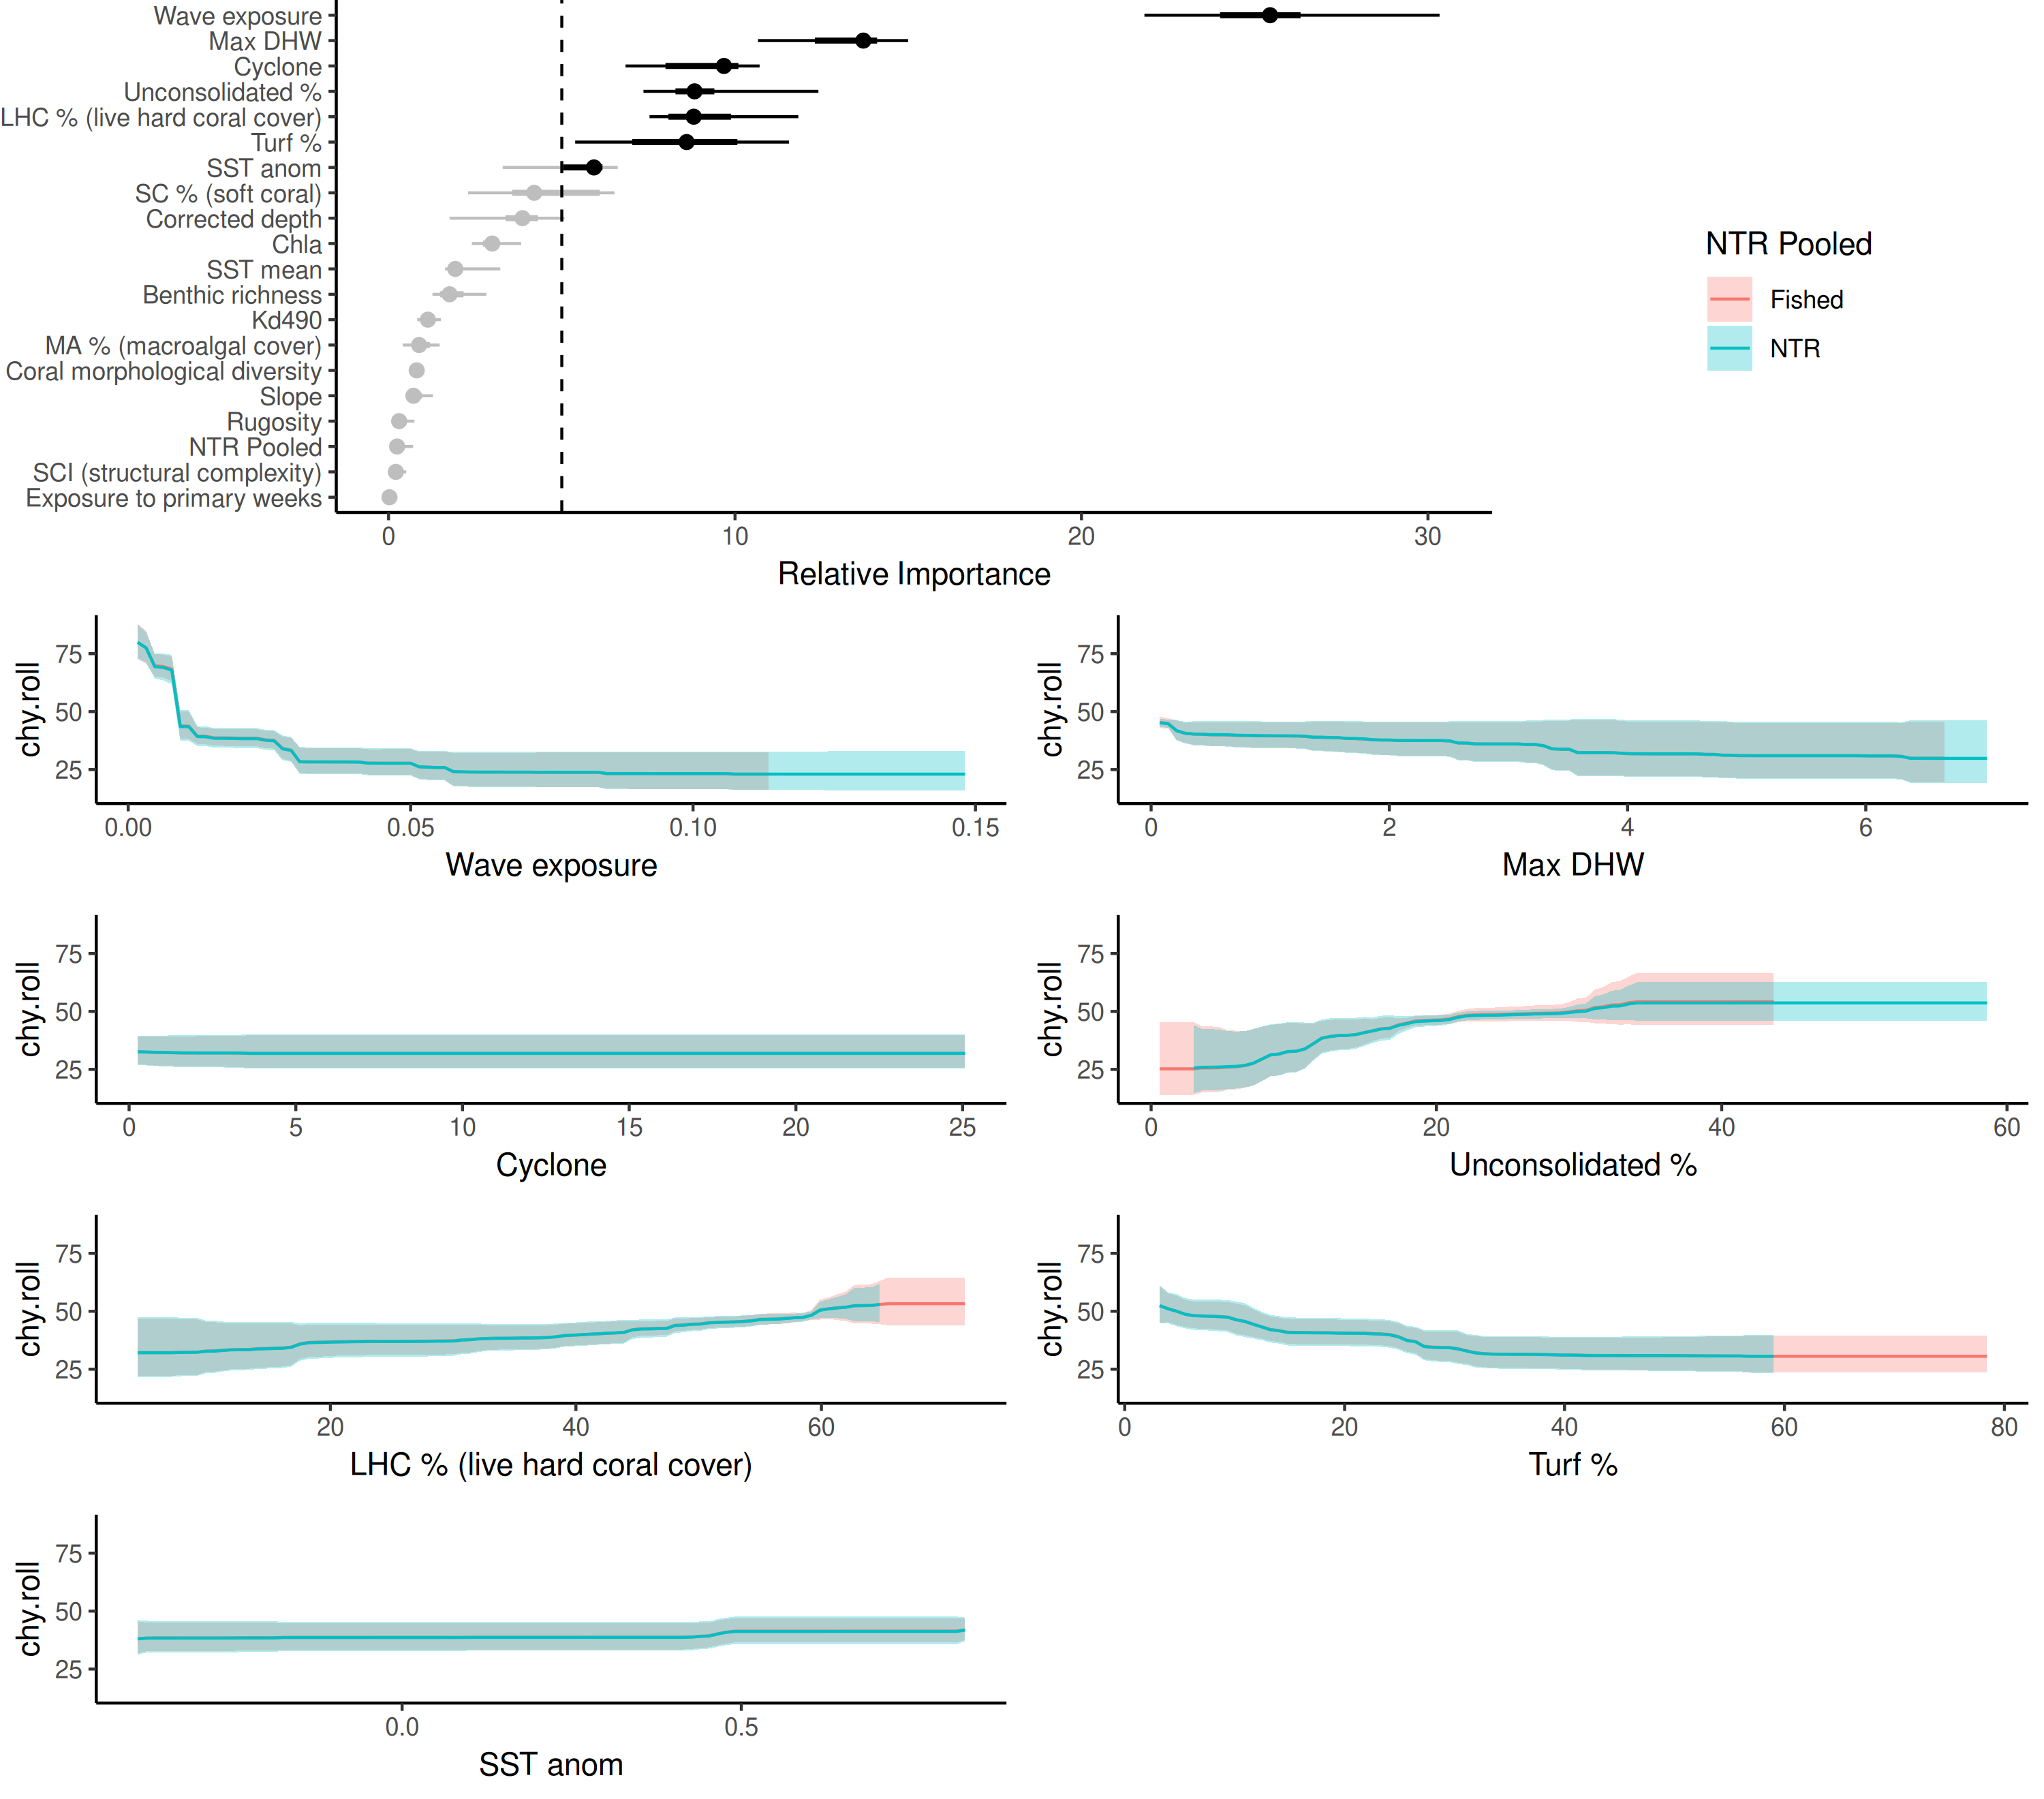 Wave exposure
Max DHW
Cyclone
Unconsolidated %
LHC % (live hard coral cover)
Turf %
SST anom
SC % (soft coral)
Corrected depth
Chla
SST mean
Benthic richness
Kd490
MA % (macroalgal cover)
Coral morphological diversity
Slope
Rugosity
NTR Pooled
SCI (structural complexity)
Exposure to primary weeks
0 10 20 30
Relative Importance
NTR Pooled
Fished
NTR
75
50
25
chy.roll
0.00 0.05 0.10 0.15
Wave exposure
75
50
25
chy.roll
0 2 4 6
Max DHW
75
50
25
chy.roll
0 5 10 15 20 25
Cyclone
75
50
25
chy.roll
0 20 40 60
Unconsolidated %
75
50
25
chy.roll
20 40 60
LHC % (live hard coral cover)
75
50
25
chy.roll
0 20 40 60 80
Turf %
75
50
25
chy.roll
0.0 0.5
SST anom